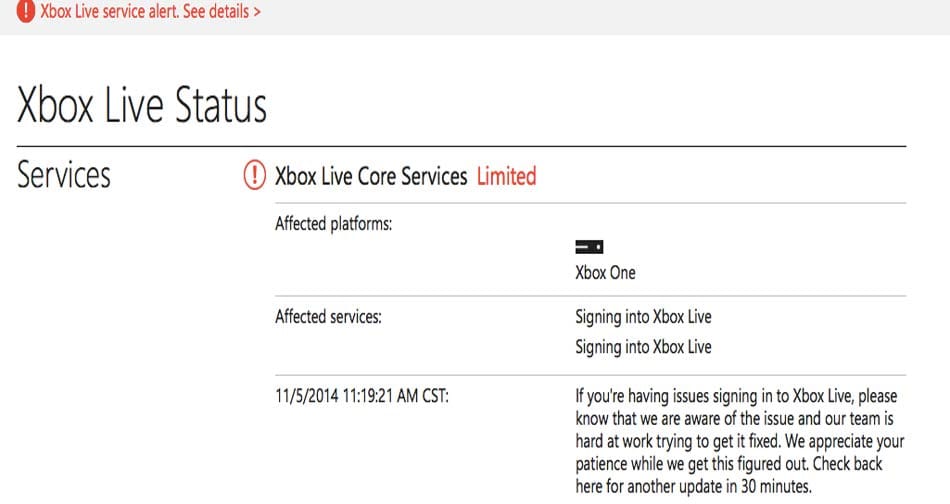 ! Xbox Live service alert. See details >
Xbox Live Status
Services
! Xbox Live Core Services Limited
Affected platforms:
Xbox One
Affected services:
Signing into Xbox Live
Signing into Xbox Live
11/5/2014 11:19:21 AM CST:
If you're having issues signing in to Xbox Live, please
know that we are aware of the issue and our team is
hard at work trying to get it fixed. We appreciate your
patience while we get this figured out. Check back
here for another update in 30 minutes.